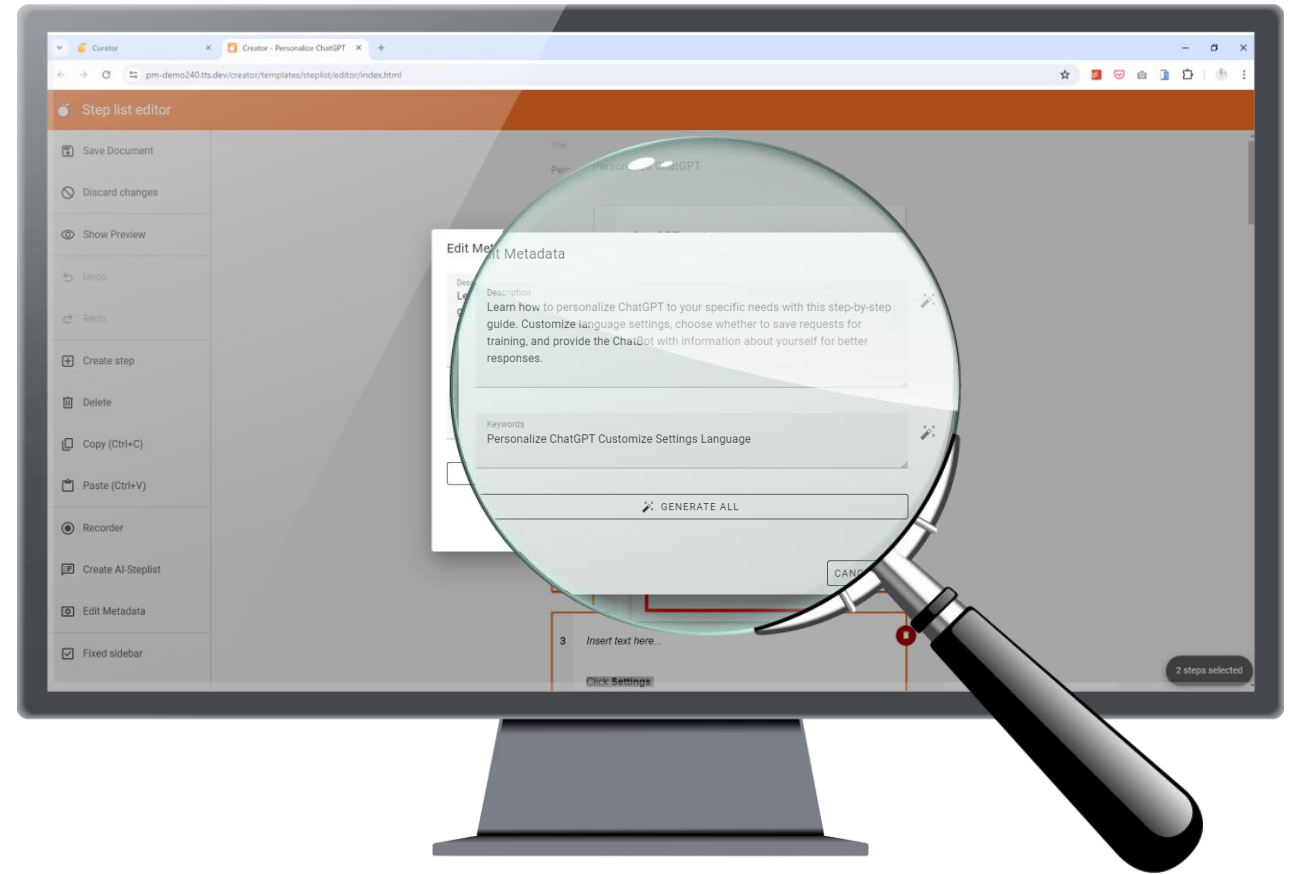 Curator
Creator - Personalize ChatGPT
pm-demo240.tts.dev/creator/templates/steplist/editor/index.html
Step list editor
Save Document
Discard changes
Show Preview
Undo
Redo
Create step
Delete
Copy (Ctrl+C)
Paste (Ctrl+V)
Recorder
Create AI-Steplist
Edit Metadata
Fixed sidebar
Title
ChatGPT
Edit
Metadata
Description
Learn how to personalize ChatGPT to your specific needs with this step-by-step
guide. Customize language settings, choose whether to save requests for
training, and provide the ChatBot with information about yourself for better
responses.
Keywords
Personalize ChatGPT Customize Settings Language
GENERATE ALL
3
Insert text here...
Click Settings
2 steps selected